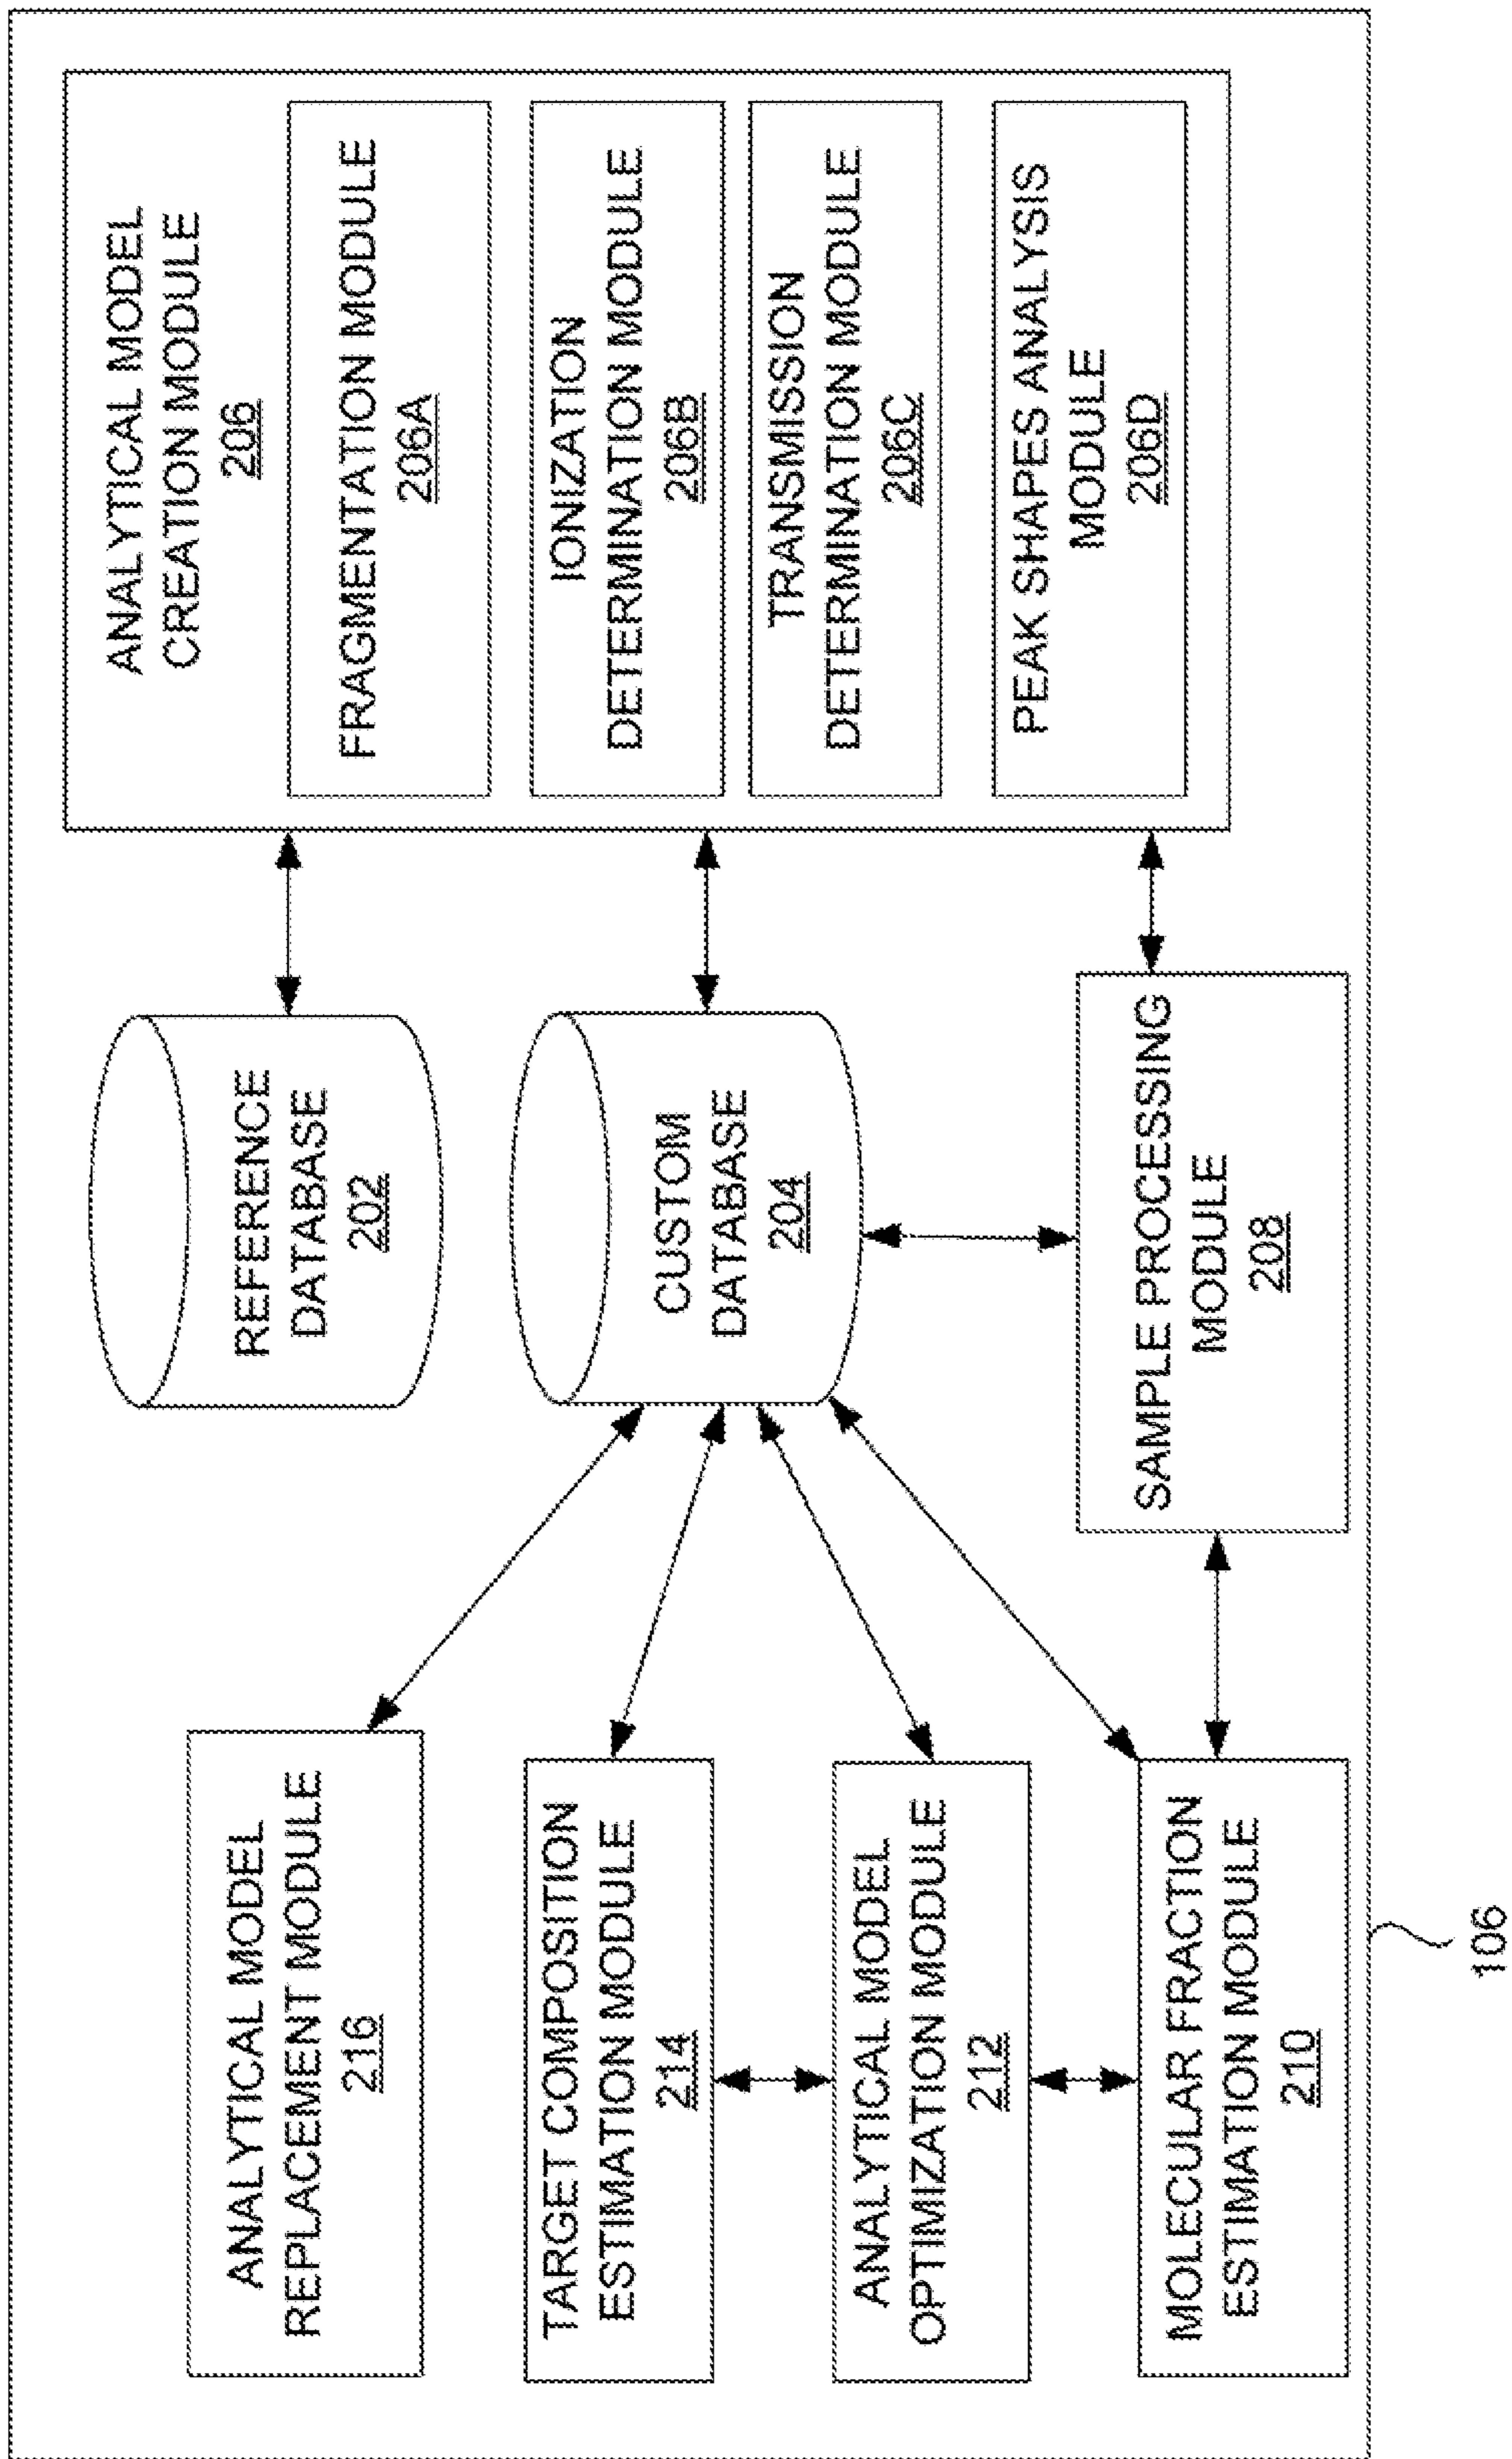 ANALYTICAL MODEL
REPLACEMENT MODULE
216
REFERENCE
DATABASE
202
ANALYTICAL MODEL
CREATION MODULE
206
FRAGMENTATION MODULE
206A
TARGET COMPOSITION
ESTIMATION MODULE
214
CUSTOM
DATABASE
204
IONIZATION
DETERMINATION MODULE
206B
TRANSMISSION
DETERMINATION MODULE
206C
ANALYTICAL MODEL
OPTIMIZATION MODULE
212
PEAK SHAPES ANALYSIS
MODULE
206D
MOLECULAR FRACTION
ESTIMATION MODULE
210
SAMPLE PROCESSING
MODULE
208
106